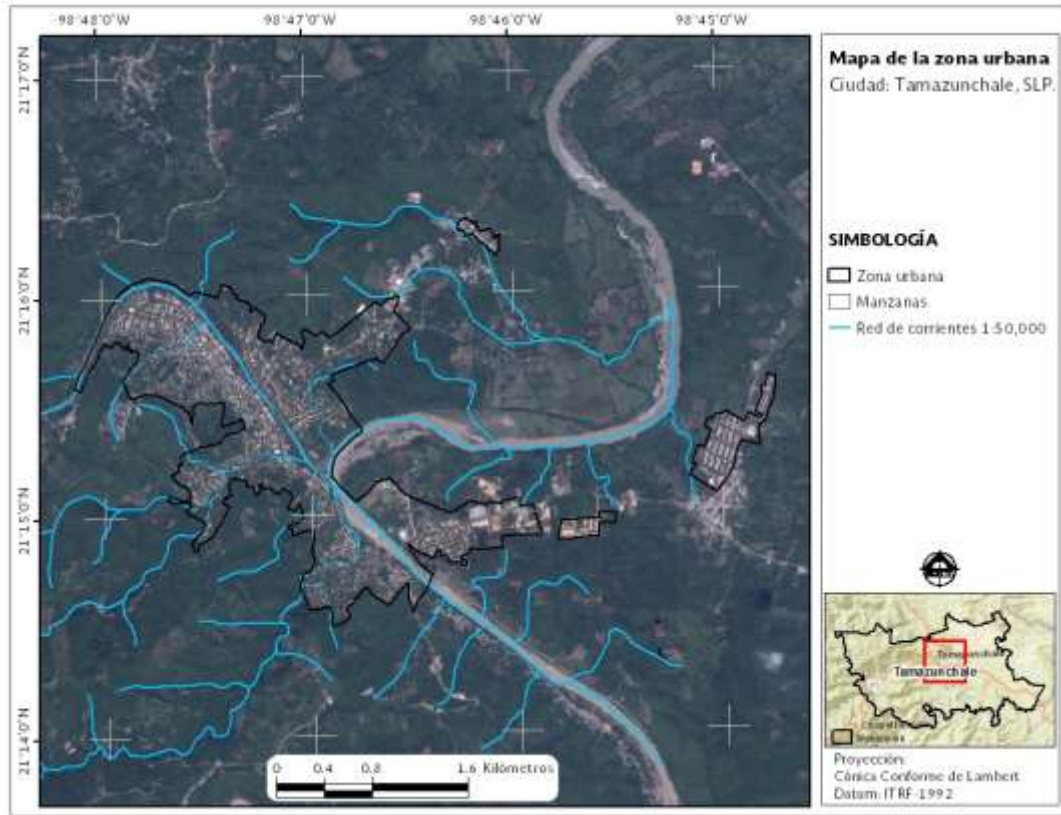 98°48'0"W
98°47'0"W
98°46'0"W
98°45'0"W
21°17'0"N
21°16'0"N
21°15'0"N
21°14'0"N
Mapa de la zona urbana
Ciudad: Tamazunchale, SLP.
SIMBOLOGÍA
Zona urbana
Manzanas
Red de corrientes 1:50,000
Tamazunchale
Tamazunchale
0 0.4 0.8 1.6 Kilómetros
Proyección:
Cónica Conforme de Lambert
Datum: ITRF-1992